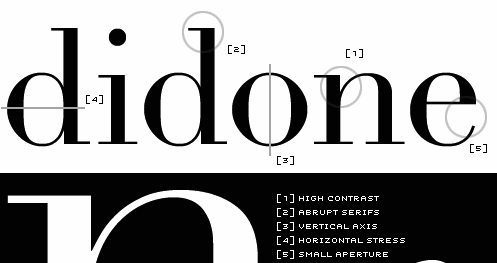 didone
[1]
[2]
[4]
[3]
[5]
[1] HIGH CONTRAST
[2] ABRUPT SERIFS
[3] VERTICAL AXIS
[4] HORIZONTAL STRESS
[5] SMALL APERTURE